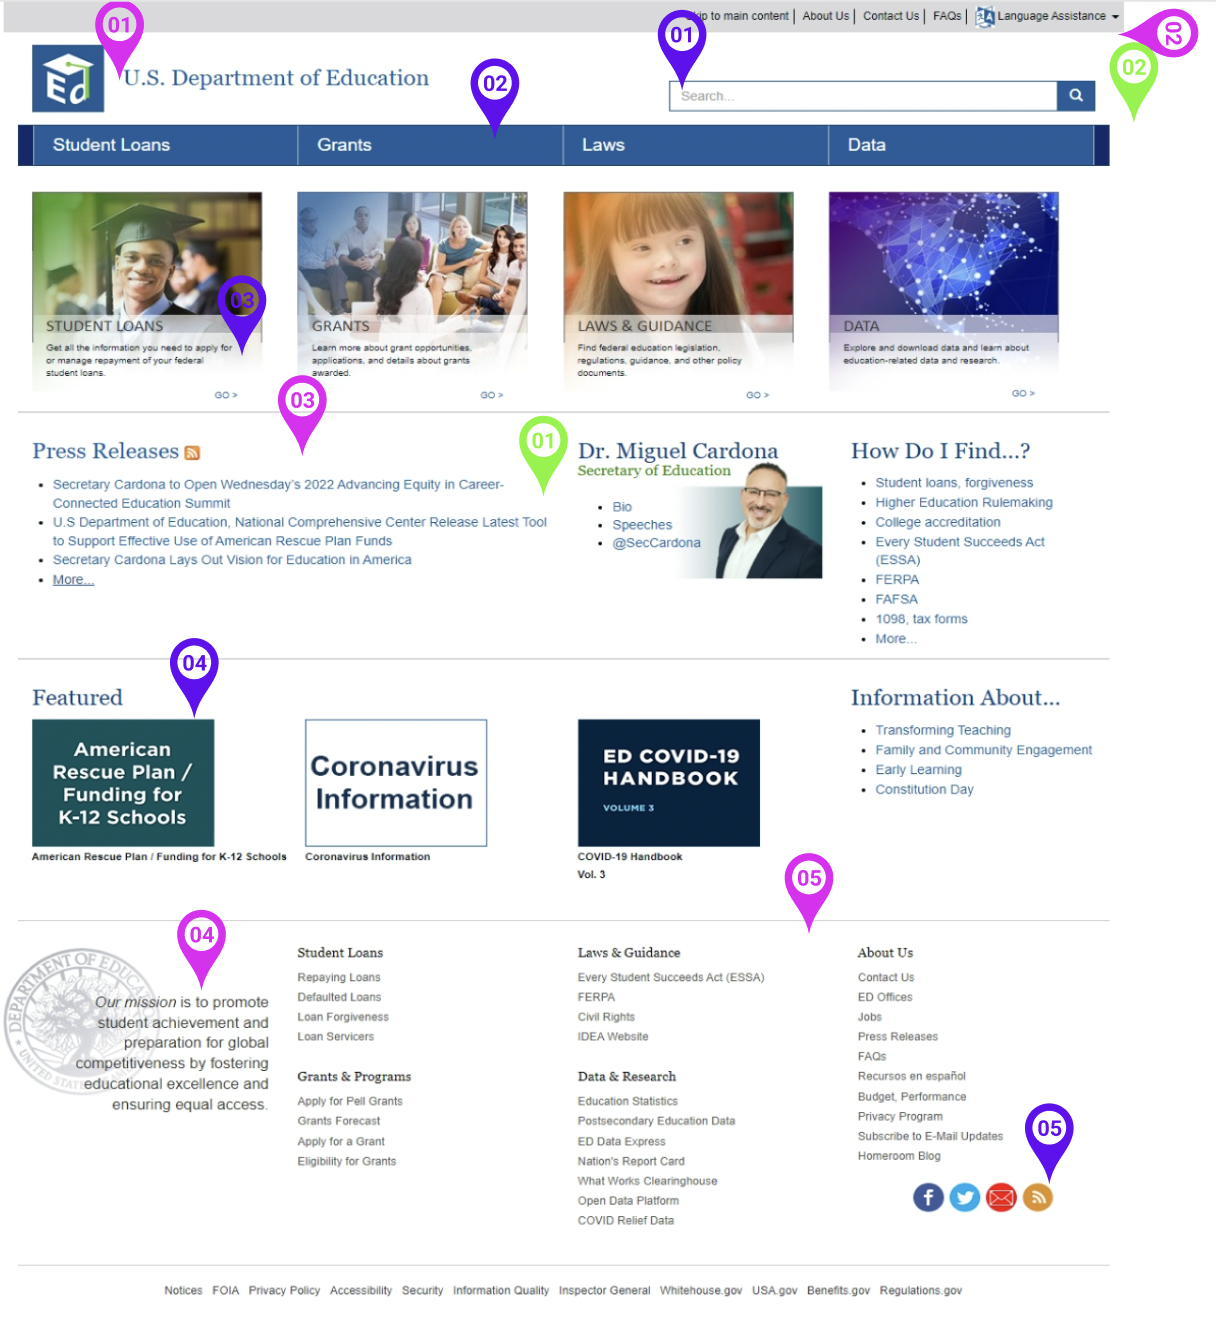 01
Skip to main content | About Us | Contact Us | FAQs | Language Assistance
02
Ed
U.S. Department of Education
01
02
02
Search...
Student Loans
Grants
Laws
Data
03
STUDENT LOANS
Get all the information you need to apply for
or manage repayment of your federal
student loans.
GO >
GRANTS
Learn more about grant opportunities,
applications, and details about grants
awarded.
GO >
LAWS & GUIDANCE
Find federal education legislation,
regulations, guidance, and other policy
documents.
GO >
DATA
Explore and download data and learn about
education-related data and research.
GO >
03
01
Press Releases
Secretary Cardona to Open Wednesday's 2022 Advancing Equity in Career-
Connected Education Summit
U.S Department of Education, National Comprehensive Center Release Latest Tool
to Support Effective Use of American Rescue Plan Funds
Secretary Cardona Lays Out Vision for Education in America
More...
Dr. Miguel Cardona
Secretary of Education
Bio
Speeches
@SecCardona
How Do I Find...?
Student loans, forgiveness
Higher Education Rulemaking
College accreditation
Every Student Succeeds Act
(ESSA)
FERPA
FAFSA
1098, tax forms
More...
04
Featured
American
Rescue Plan /
Funding for
K-12 Schools
American Rescue Plan / Funding for K-12 Schools
Coronavirus
Information
Coronavirus Information
ED COVID-19
HANDBOOK
VOLUME 3
COVID-19 Handbook
Vol. 3
Information About...
Transforming Teaching
Family and Community Engagement
Early Learning
Constitution Day
05
04
DEPARTMENT OF EDUCA
UNITED STAT
Our mission is to promote
student achievement and
preparation for global
competitiveness by fostering
educational excellence and
ensuring equal access.
Student Loans
Repaying Loans
Defaulted Loans
Loan Forgiveness
Loan Servicers
Grants & Programs
Apply for Pell Grants
Grants Forecast
Apply for a Grant
Eligibility for Grants
Laws & Guidance
Every Student Succeeds Act (ESSA)
FERPA
Civil Rights
IDEA Website
Data & Research
Education Statistics
Postsecondary Education Data
ED Data Express
Nation's Report Card
What Works Clearinghouse
Open Data Platform
COVID Relief Data
About Us
Contact Us
ED Offices
Jobs
Press Releases
FAQs
Recursos en español
Budget, Performance
Privacy Program
Subscribe to E-Mail Updates
Homeroom Blog
05
Notices FOIA Privacy Policy Accessibility Security Information Quality Inspector General Whitehouse.gov USA.gov Benefits.gov Regulations.gov